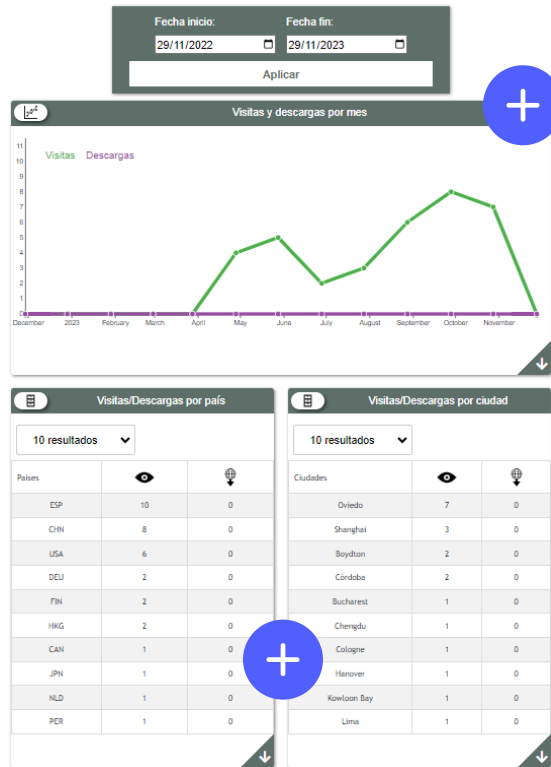 Fecha inicio: Fecha fin:
29/11/2022 29/11/2023
Aplicar
Visitas y descargas por mes
11
10
9
8
7
6
5
4
3
2
1
0
Visitas Descargas
December 2023 February March April May June July August September October November
Visitas/Descargas por país
10 resultados
Países
ESP 10 0
CHN 8 0
USA 6 0
DEU 2 0
FIN 2 0
HKG 2 0
CAN 1 0
JPN 1 0
NLD 1 0
PER 1 0
Visitas/Descargas por ciudad
10 resultados
Ciudades
Oviedo 7 0
Shanghai 3 0
Boydton 2 0
Córdoba 2 0
Bucharest 1 0
Chengdu 1 0
Cologne 1 0
Hanover 1 0
Kowloon Bay 1 0
Lima 1 0